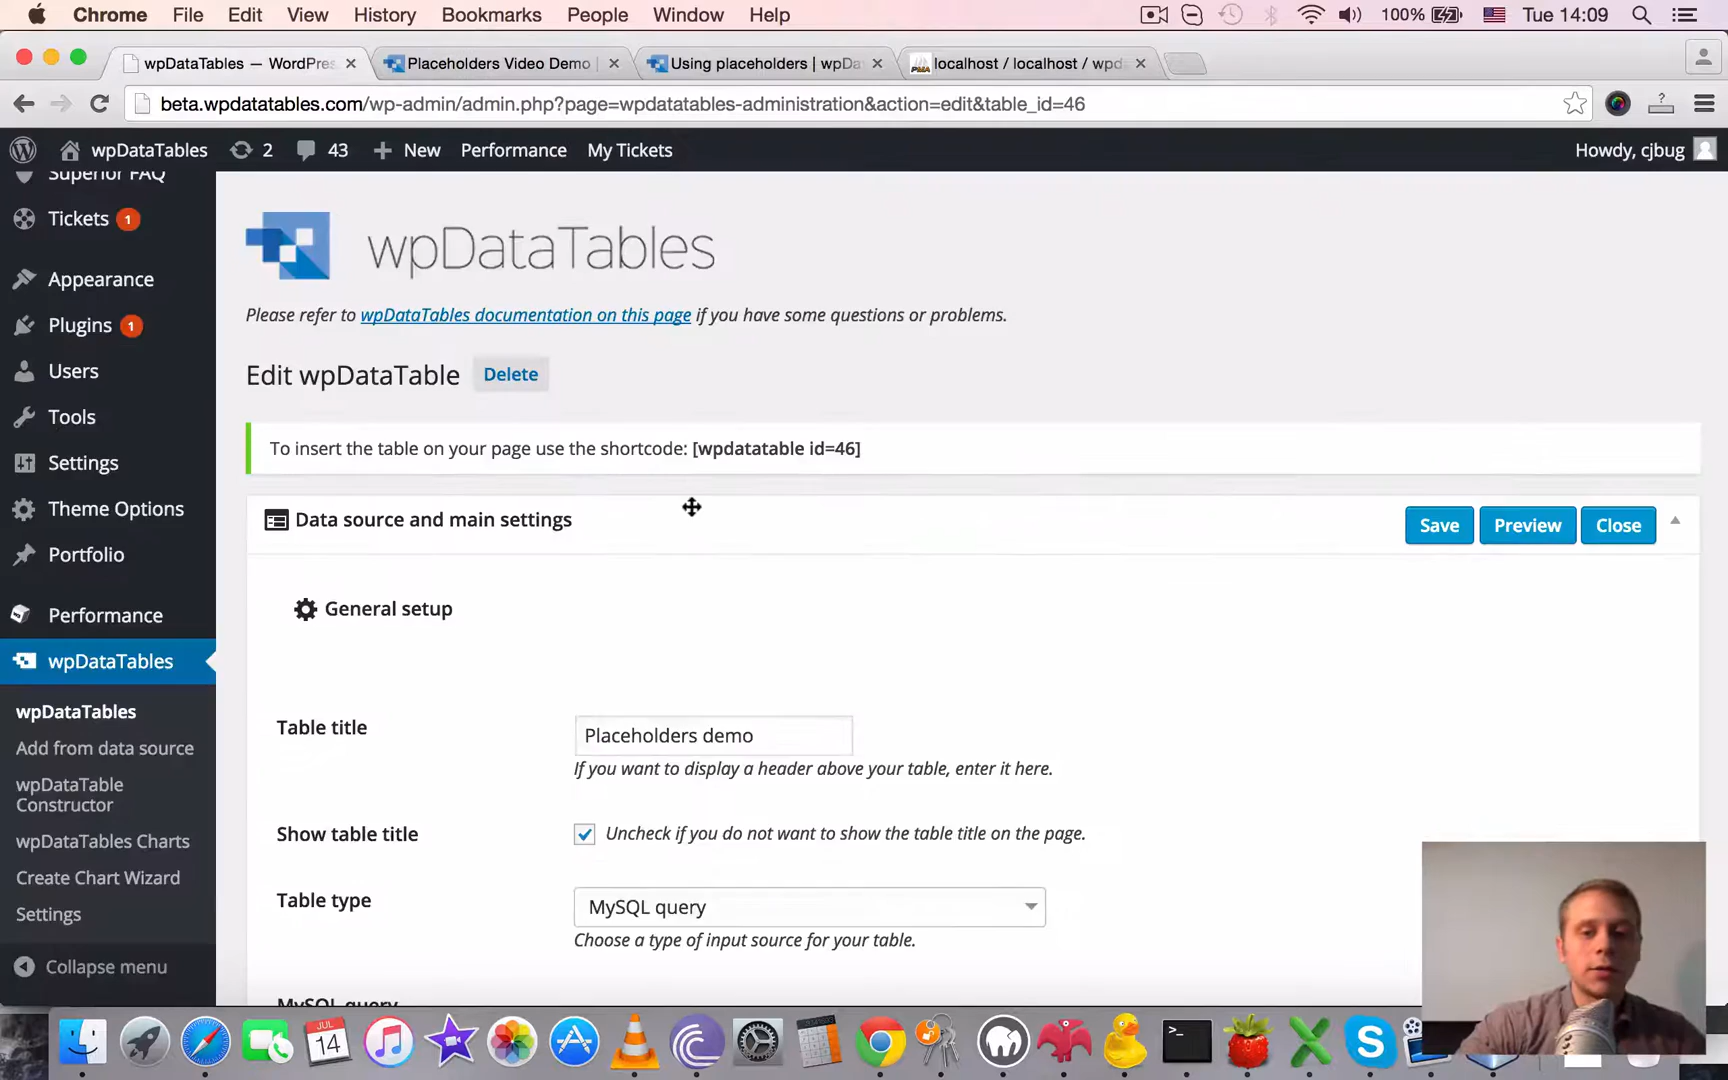 Chrome File Edit View History Bookmarks People Window Help 100% Tue 14:09
wpDataTables — WordPres
Placeholders Video Demo
Using placeholders | wpDa
localhost / localhost / wpd
beta.wpdatatables.com/wp-admin/admin.php?page=wpdatatables-administration&action=edit&table_id=46
wpDataTables 2 43 New Performance My Tickets Howdy, cjbug
Superior FAQ
Tickets 1
Appearance
Plugins 1
Users
Tools
Settings
Theme Options
Portfolio
Performance
wpDataTables
wpDataTables
Add from data source
wpDataTable
Constructor
wpDataTables Charts
Create Chart Wizard
Settings
Collapse menu
wpDataTables
Please refer to wpDataTables documentation on this page if you have some questions or problems.
Edit wpDataTable Delete
To insert the table on your page use the shortcode: [wpdatatable id=46]
Data source and main settings Save Preview Close
General setup
Table title Placeholders demo
If you want to display a header above your table, enter it here.
Show table title Uncheck if you do not want to show the table title on the page.
Table type MySQL query
Choose a type of input source for your table.
MySQL query
JUL
14